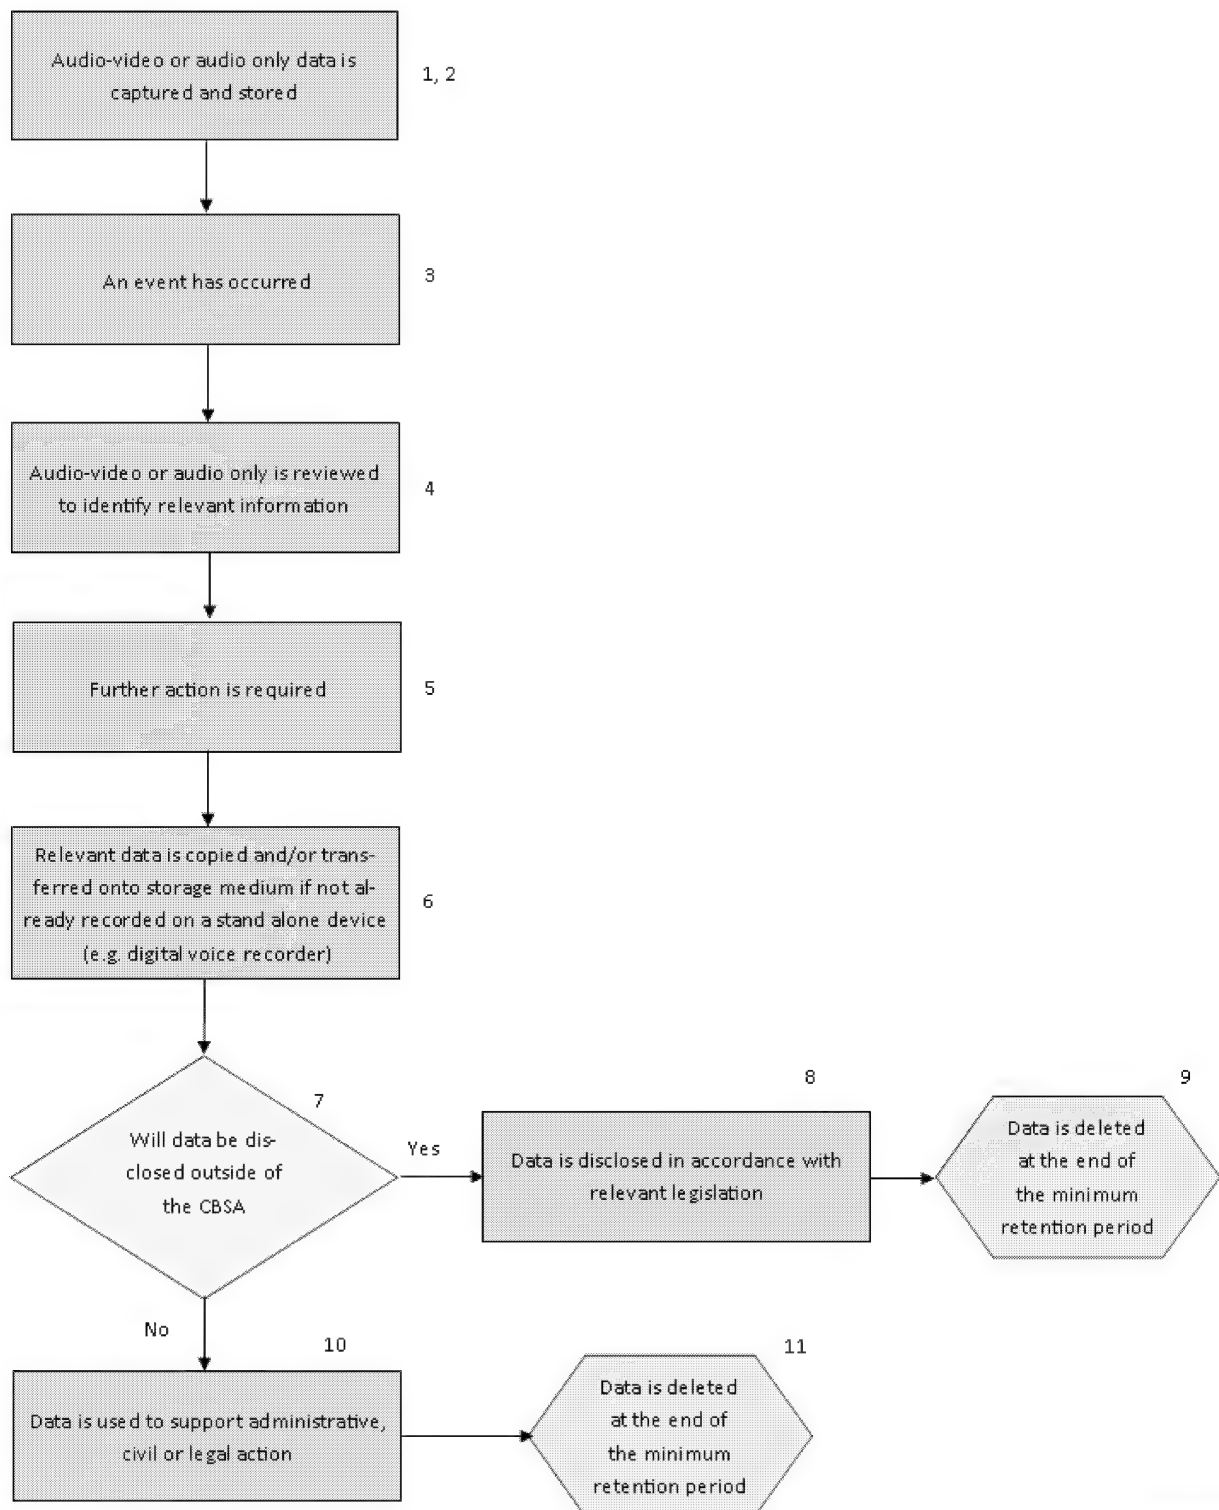 Audio-video or audio only data is
captured and stored
1, 2
An event has occurred
3
Audio-video or audio only is reviewed
to identify relevant information
4
Further action is required
5
Relevant data is copied and/or trans-
ferred onto storage medium if not al-
ready recorded on a stand alone device
(e.g. digital voice recorder)
6
7
Will data be dis-
closed outside of
the CBSA
Yes
8
Data is disclosed in accordance with
relevant legislation
9
Data is deleted
at the end of
the minimum
retention period
No
10
Data is used to support administrative,
civil or legal action
11
Data is deleted
at the end of
the minimum
retention period